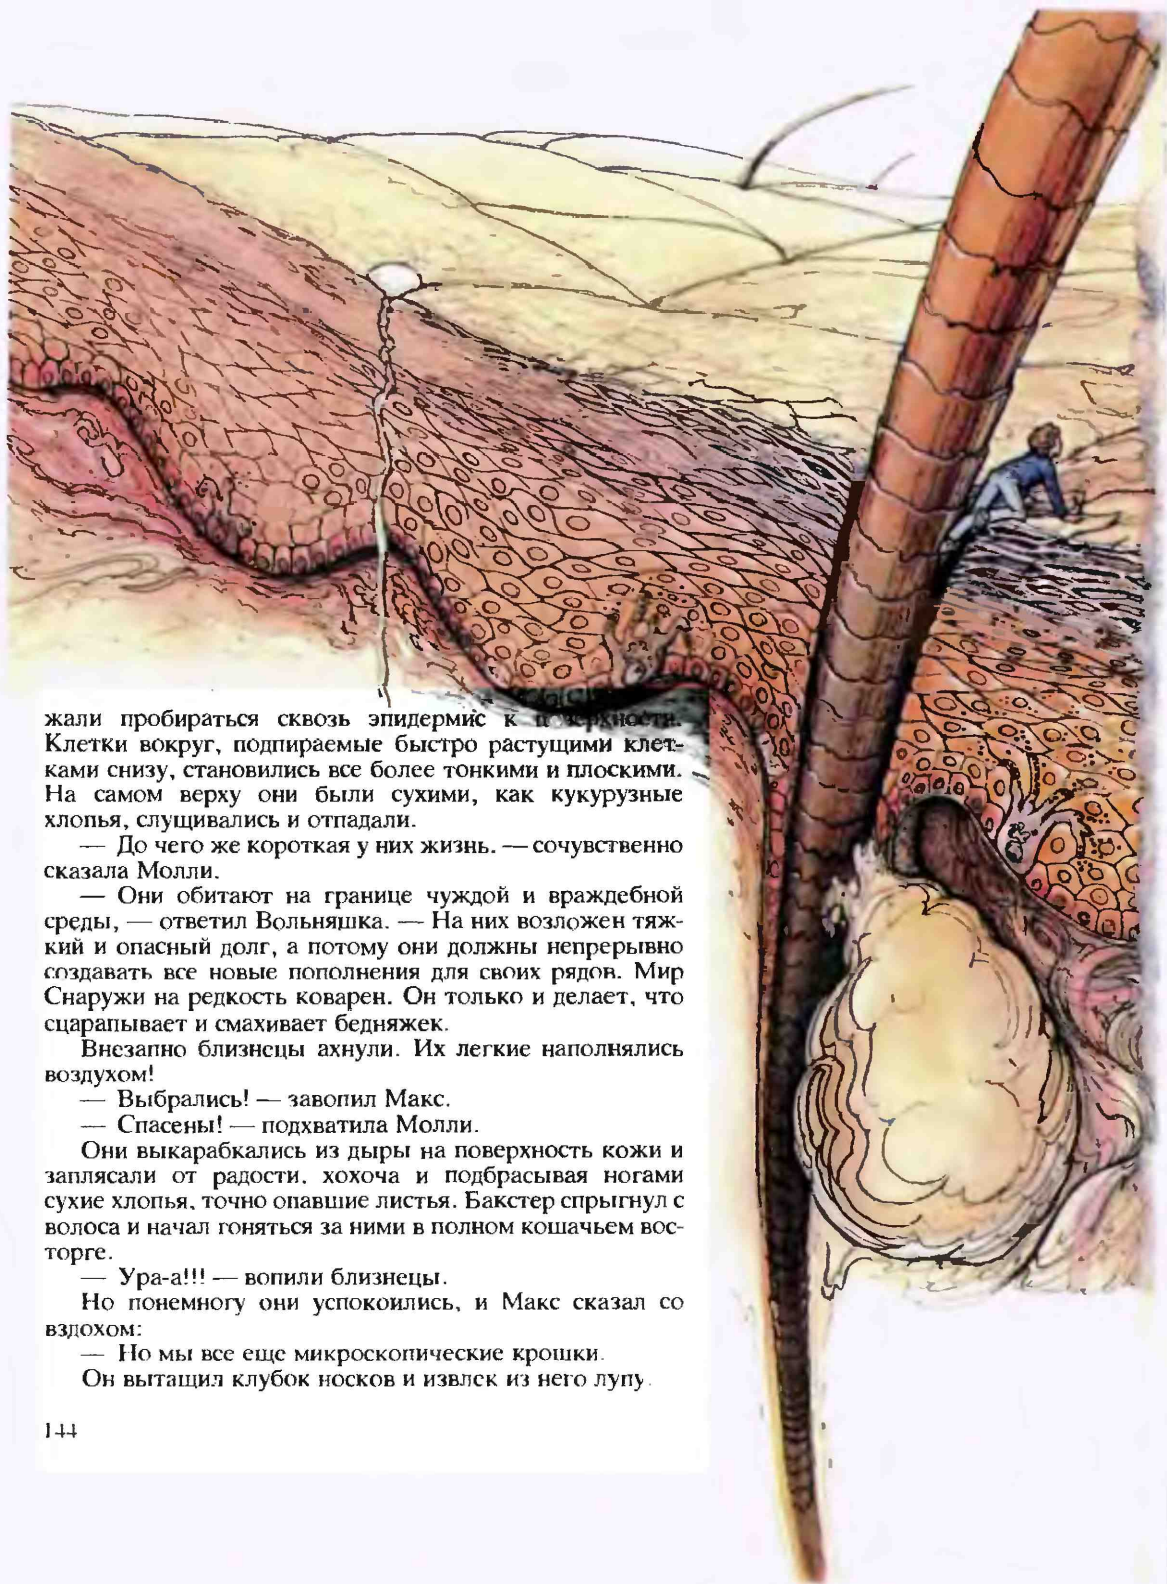 жали пробираться сквозь эпидермис к
Клетки вокруг, подпираемые быстро растущими клет-
ками снизу, становились все более тонкими и плоскими.
На самом верху они были сухими, как кукурузные
хлопья, слущивались и отпадали.
— До чего же короткая у них жизнь. — сочувственно
сказала Молли.
— Они обитают на границе чуждой и враждебной
среды, — ответил Вольняшка. — На них возложен тяж-
кий и опасный долг, а потому они должны непрерывно
создавать все новые пополнения для своих рядов. Мир
Снаружи на редкость коварен. Он только и делает, что
сцарапывает и смахивает бедняжек.
Внезапно близнецы ахнули. Их легкие наполнялись
воздухом!
— Выбрались! — завопил Макс.
— Спасены! — подхватила Молли.
Они выкарабкались из дыры на поверхность кожи и
заплясали от радости, хохоча и подбрасывая ногами
сухие хлопья, точно опавшие листья. Бакстер спрыгнул с
волоса и начал гоняться за ними в полном кошачьем вос-
торге.
— Ура-а!!! — вопили близнецы.
Но понемногу они успокоились, и Макс сказал со
вздохом:
— Но мы все еще микроскопические крошки.
Он вытащил клубок носков и извлек из него лупу.
144